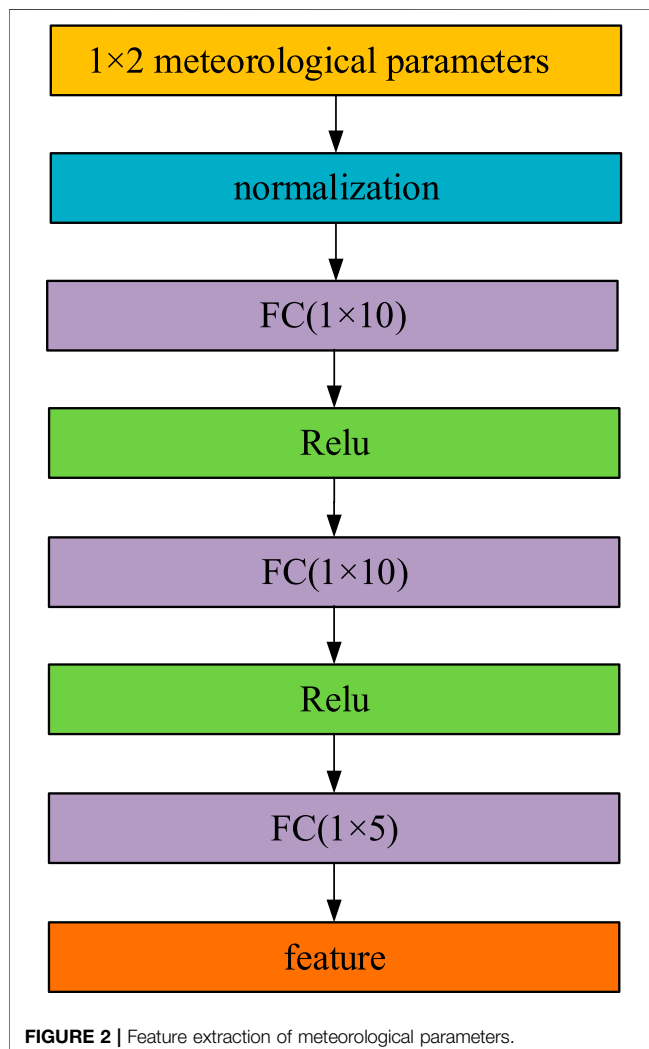 1×2 meteorological parameters
normalization
FC(1×10)
Relu
FC(1×10)
Relu
FC(1×5)
feature
FIGURE 2 | Feature extraction of meteorological parameters.